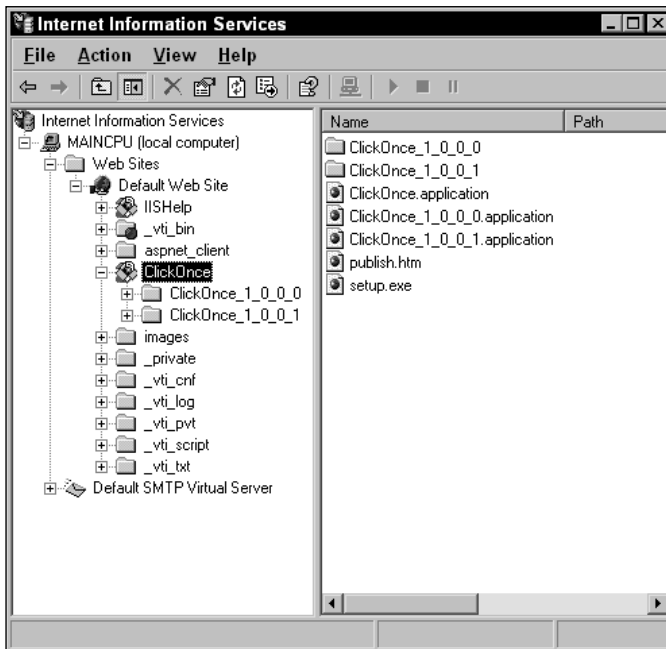 Internet Information Services
File Action View Help
Internet Information Services
MAINCPU (local computer)
Web Sites
Default Web Site
IISHelp
_vti_bin
aspnet_client
ClickOnce
ClickOnce_1_0_0_0
ClickOnce_1_0_0_1
images
_private
_vti_cnf
_vti_log
_vti_pvt
_vti_script
_vti_txt
Default SMTP Virtual Server
Name Path
ClickOnce_1_0_0_0
ClickOnce_1_0_0_1
ClickOnce.application
ClickOnce_1_0_0_0.application
ClickOnce_1_0_0_1.application
publish.htm
setup.exe